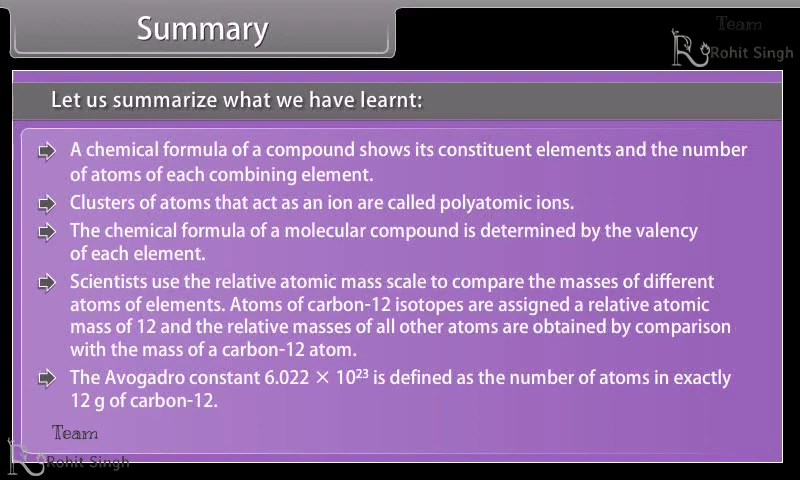 Summary
Team
Rohit Singh
Let us summarize what we have learnt:
A chemical formula of a compound shows its constituent elements and the number
of atoms of each combining element.
Clusters of atoms that act as an ion are called polyatomic ions.
The chemical formula of a molecular compound is determined by the valency
of each element.
Scientists use the relative atomic mass scale to compare the masses of different
atoms of elements. Atoms of carbon-12 isotopes are assigned a relative atomic
mass of 12 and the relative masses of all other atoms are obtained by comparison
with the mass of a carbon-12 atom.
The Avogadro constant 6.022 × 10²³ is defined as the number of atoms in exactly
12 g of carbon-12.
Team
Rohit Singh